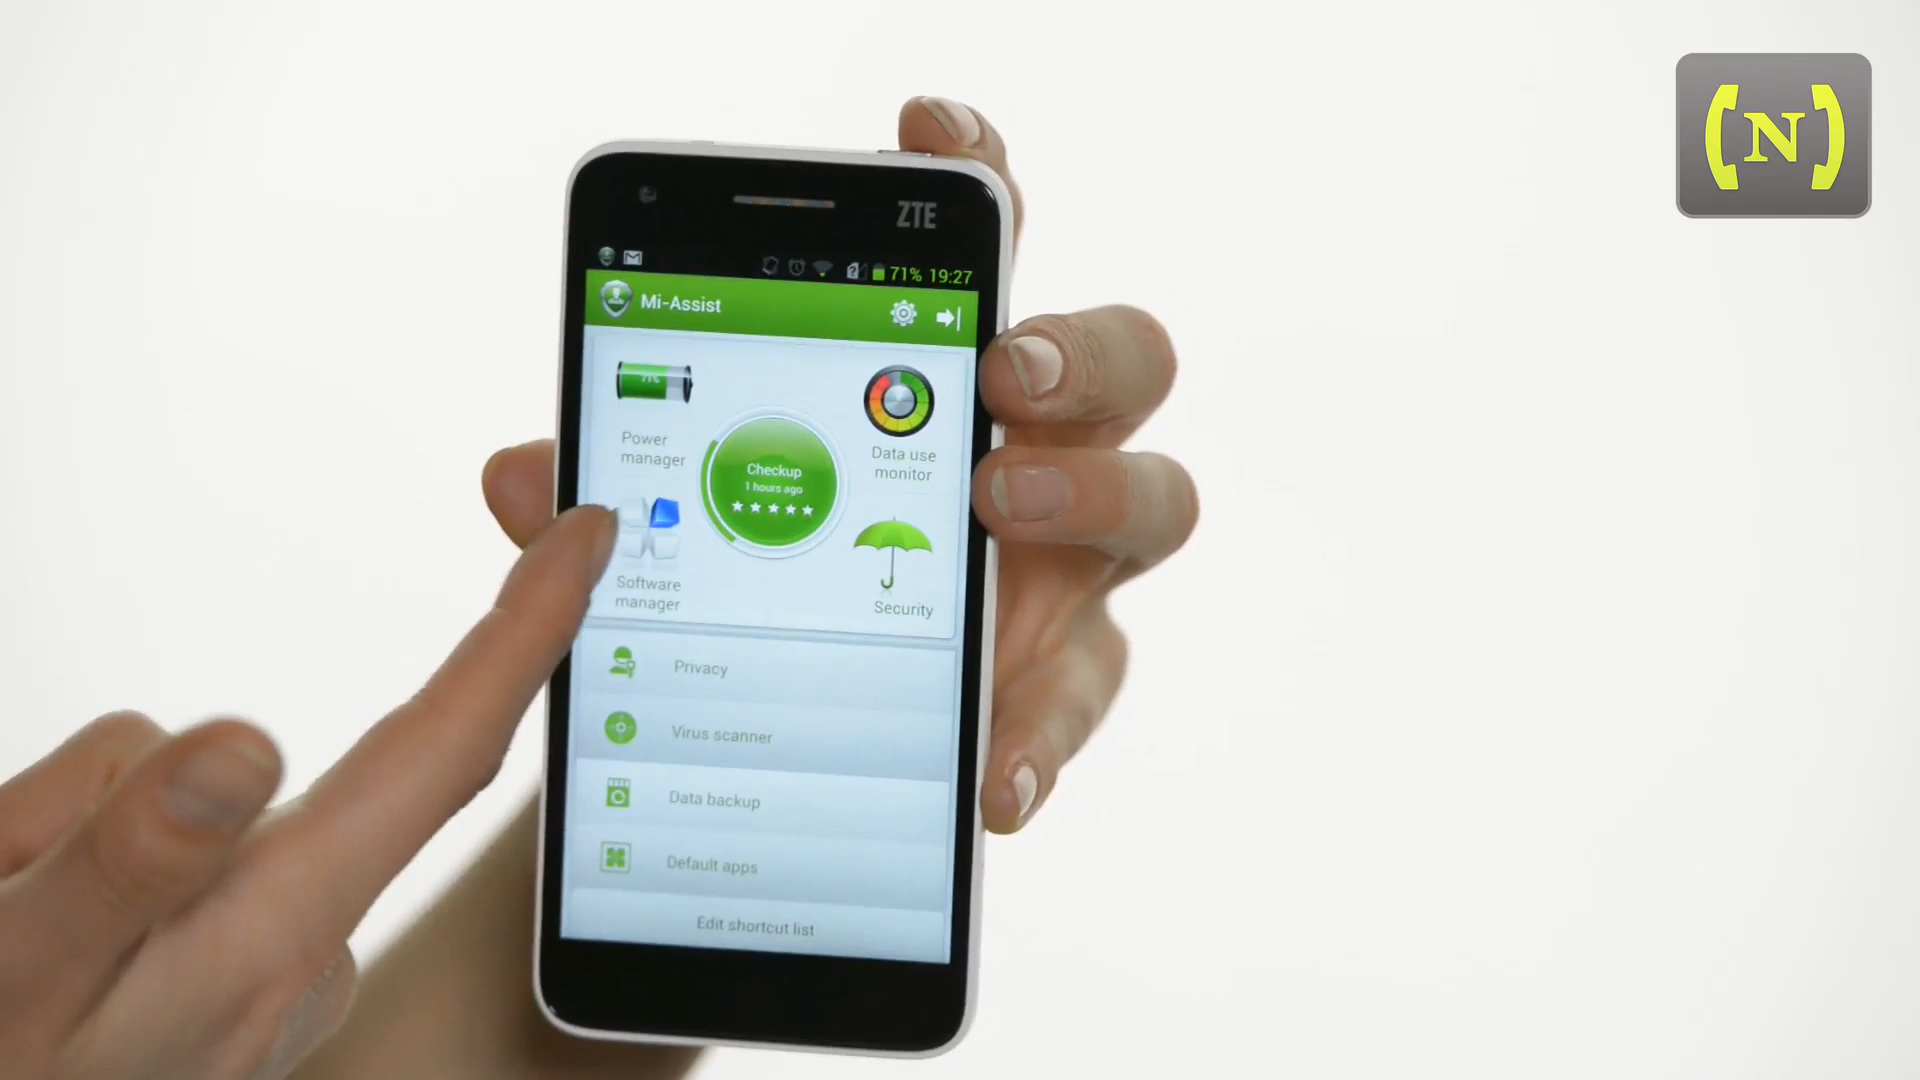 (N)
ZTE
71% 19:27
Mi-Assist
Power
manager
Data use
monitor
Checkup
1 hours ago
Software
manager
Security
Privacy
Virus scanner
Data backup
Default apps
Edit shortcut list